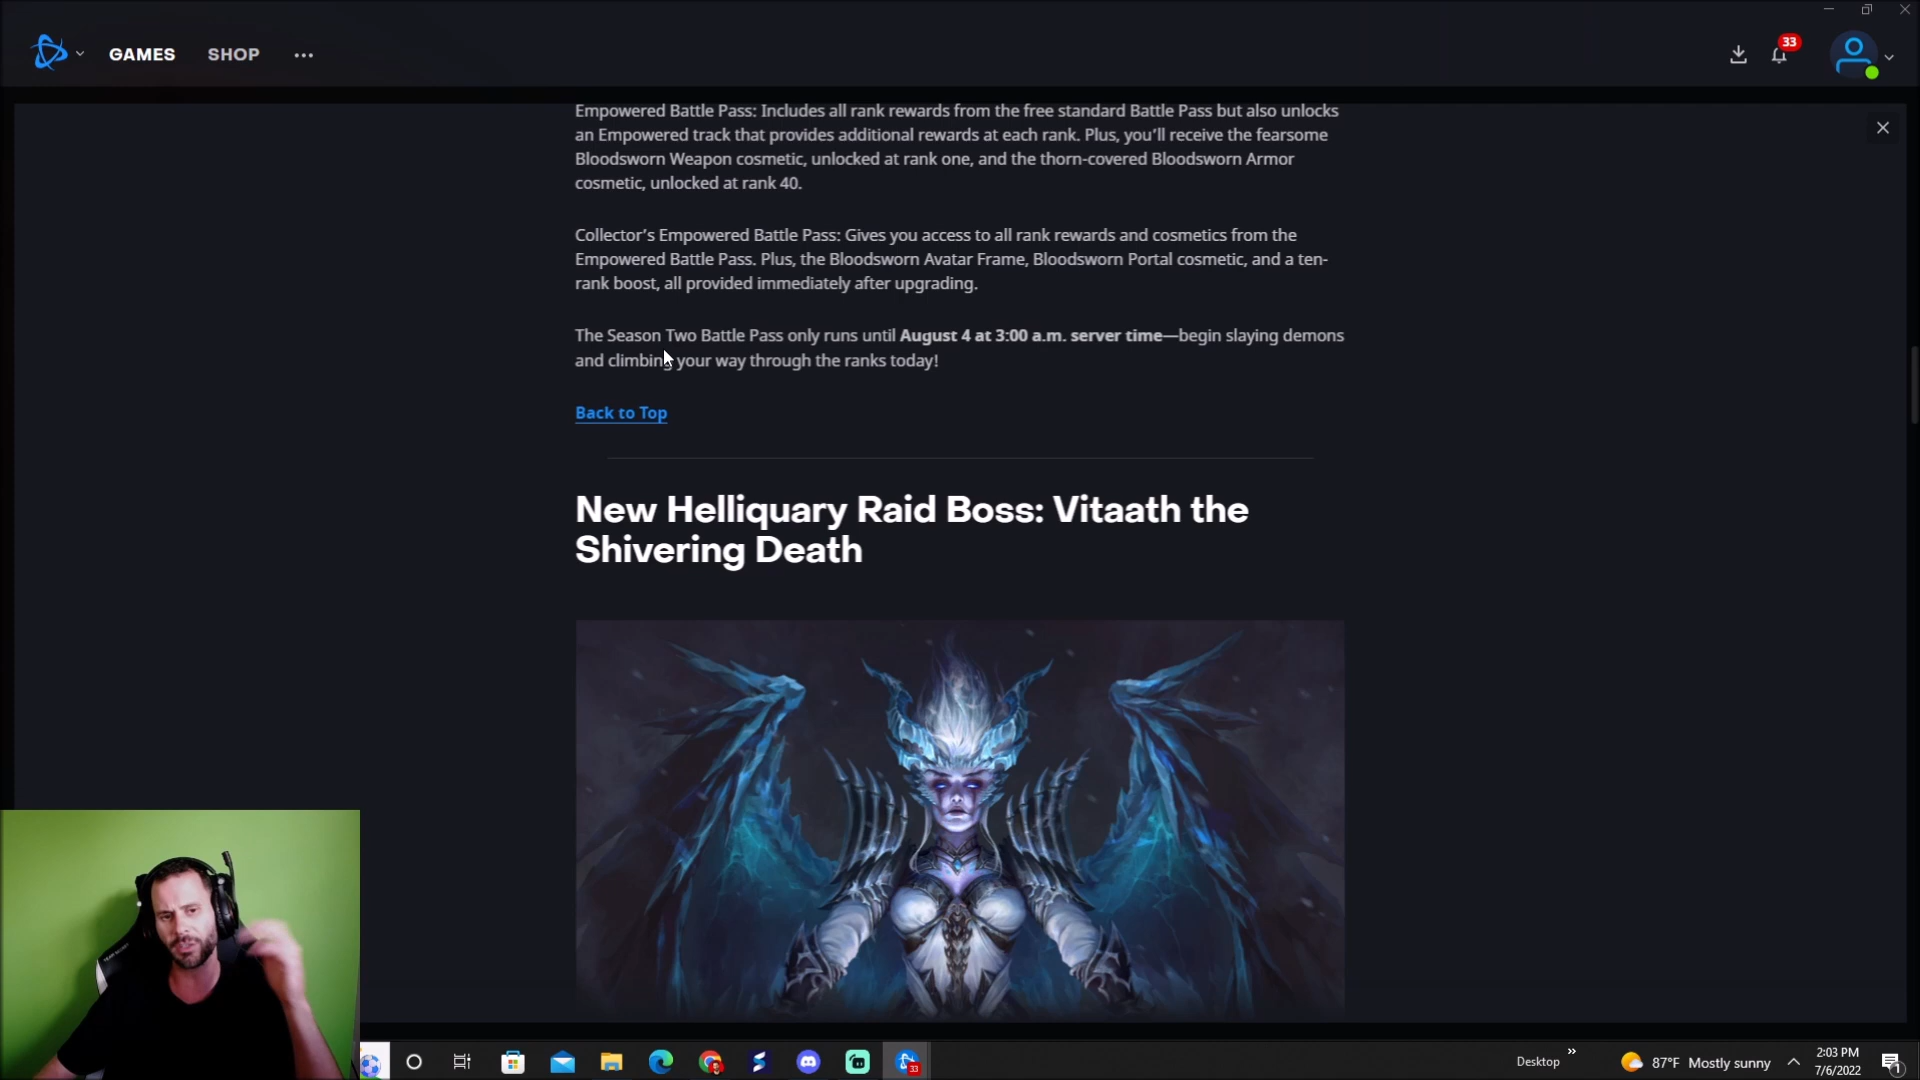 GAMES SHOP
33
Empowered Battle Pass: Includes all rank rewards from the free standard Battle Pass but also unlocks
an Empowered track that provides additional rewards at each rank. Plus, you’ll receive the fearsome
Bloodsworn Weapon cosmetic, unlocked at rank one, and the thorn-covered Bloodsworn Armor
cosmetic, unlocked at rank 40.
Collector’s Empowered Battle Pass: Gives you access to all rank rewards and cosmetics from the
Empowered Battle Pass. Plus, the Bloodsworn Avatar Frame, Bloodsworn Portal cosmetic, and a ten-
rank boost, all provided immediately after upgrading.
The Season Two Battle Pass only runs until August 4 at 3:00 a.m. server time—begin slaying demons
and climbing your way through the ranks today!
Back to Top
New Helliquary Raid Boss: Vitaath the
Shivering Death
33
Desktop
87°F Mostly sunny
2:03 PM
7/6/2022
1